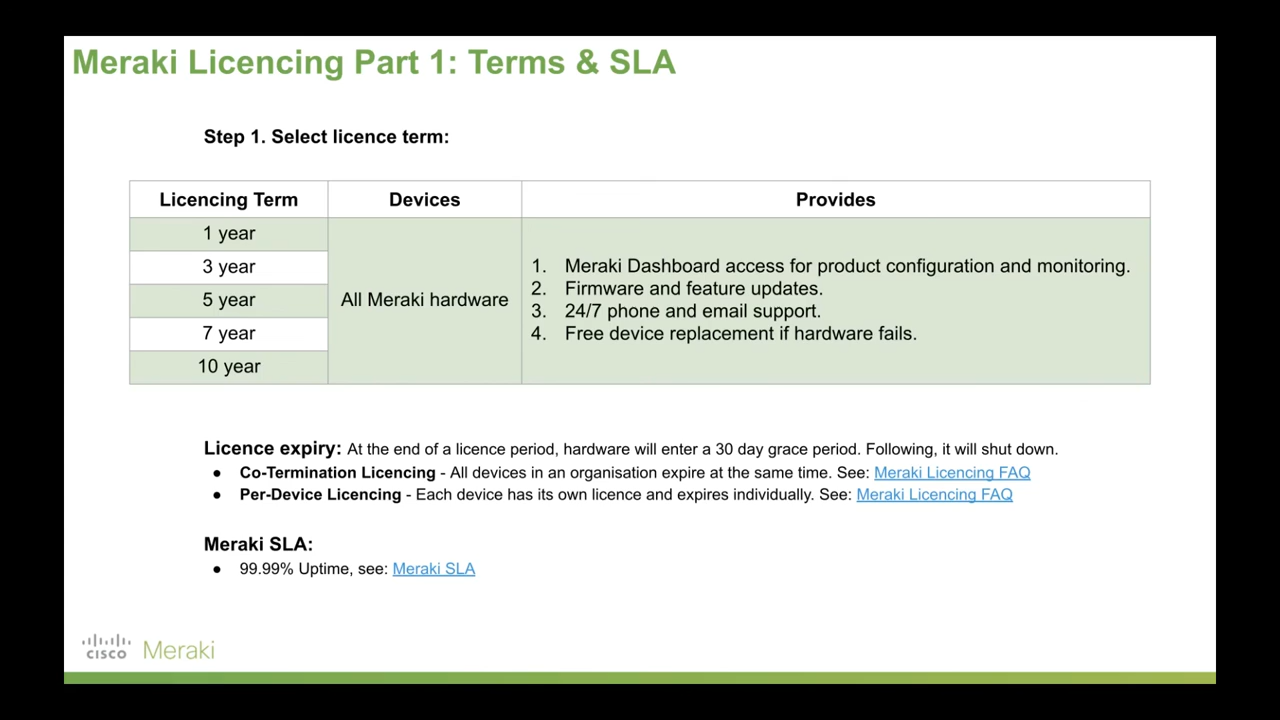 Meraki Licencing Part 1: Terms & SLA
Step 1. Select licence term:
Licencing Term Devices Provides
1 year
3 year
5 year
7 year
10 year
All Meraki hardware
1. Meraki Dashboard access for product configuration and monitoring.
2. Firmware and feature updates.
3. 24/7 phone and email support.
4. Free device replacement if hardware fails.
Licence expiry: At the end of a licence period, hardware will enter a 30 day grace period. Following, it will shut down.
● Co-Termination Licencing - All devices in an organisation expire at the same time. See: Meraki Licencing FAQ
● Per-Device Licencing - Each device has its own licence and expires individually. See: Meraki Licencing FAQ
Meraki SLA:
● 99.99% Uptime, see: Meraki SLA
CISCO Meraki